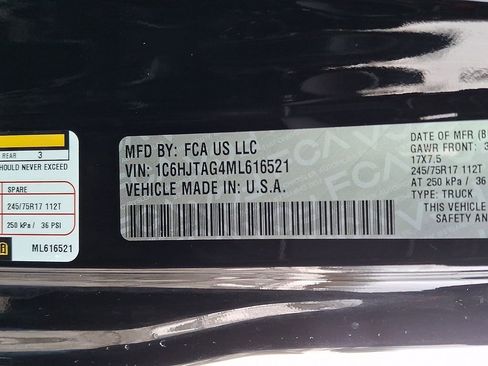 REAR 3
SHOULD NEVER EXCEED
SPARE
245/75R17 112T
250 kPa / 36 PSI
ML616521
MFD BY: FCA US LLC
VIN: 1C6HJTAG4ML616521
VEHICLE MADE IN: U.S.A.
DATE OF MFR (B
GAWR FRONT: 3
17X7.5
245/75R17 112T
AT 250 kPa / 36
TYPE: TRUCK
THIS VEHICLE
SAFETY AN